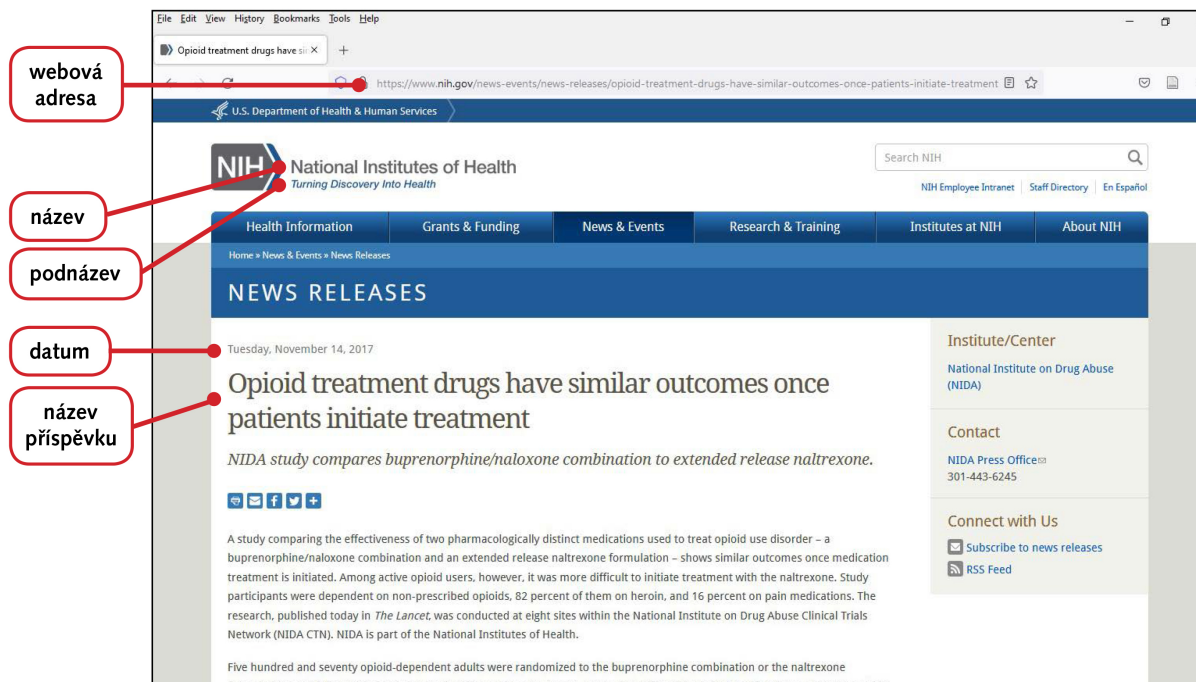 File Edit View History Bookmarks Tools Help
Opioid treatment drugs have sir
webová
adresa
https://www.nih.gov/news-events/news-releases/opioid-treatment-drugs-have-similar-outcomes-once-patients-initiate-treatment
U.S. Department of Health & Human Services
NIH National Institutes of Health
Turning Discovery Into Health
Search NIH
NIH Employee Intranet Staff Directory En Español
název
podnázev
Health Information Grants & Funding News & Events Research & Training Institutes at NIH About NIH
Home » News & Events » News Releases
NEWS RELEASES
datum
Tuesday, November 14, 2017
název
příspěvku
Opioid treatment drugs have similar outcomes once
patients initiate treatment
NIDA study compares buprenorphine/naloxone combination to extended release naltrexone.
A study comparing the effectiveness of two pharmacologically distinct medications used to treat opioid use disorder – a
buprenorphine/naloxone combination and an extended release naltrexone formulation – shows similar outcomes once medication
treatment is initiated. Among active opioid users, however, it was more difficult to initiate treatment with the naltrexone. Study
participants were dependent on non-prescribed opioids, 82 percent of them on heroin, and 16 percent on pain medications. The
research, published today in The Lancet, was conducted at eight sites within the National Institute on Drug Abuse Clinical Trials
Network (NIDA CTN). NIDA is part of the National Institutes of Health.
Five hundred and seventy opioid-dependent adults were randomized to the buprenorphine combination or the naltrexone
Institute/Center
National Institute on Drug Abuse
(NIDA)
Contact
NIDA Press Office
301-443-6245
Connect with Us
Subscribe to news releases
RSS Feed